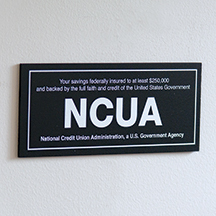 Your savings federally insured to at least $250,000
and backed by the full faith and credit of the United States Government
NCUA
National Credit Union Administration, a U.S. Government Agency